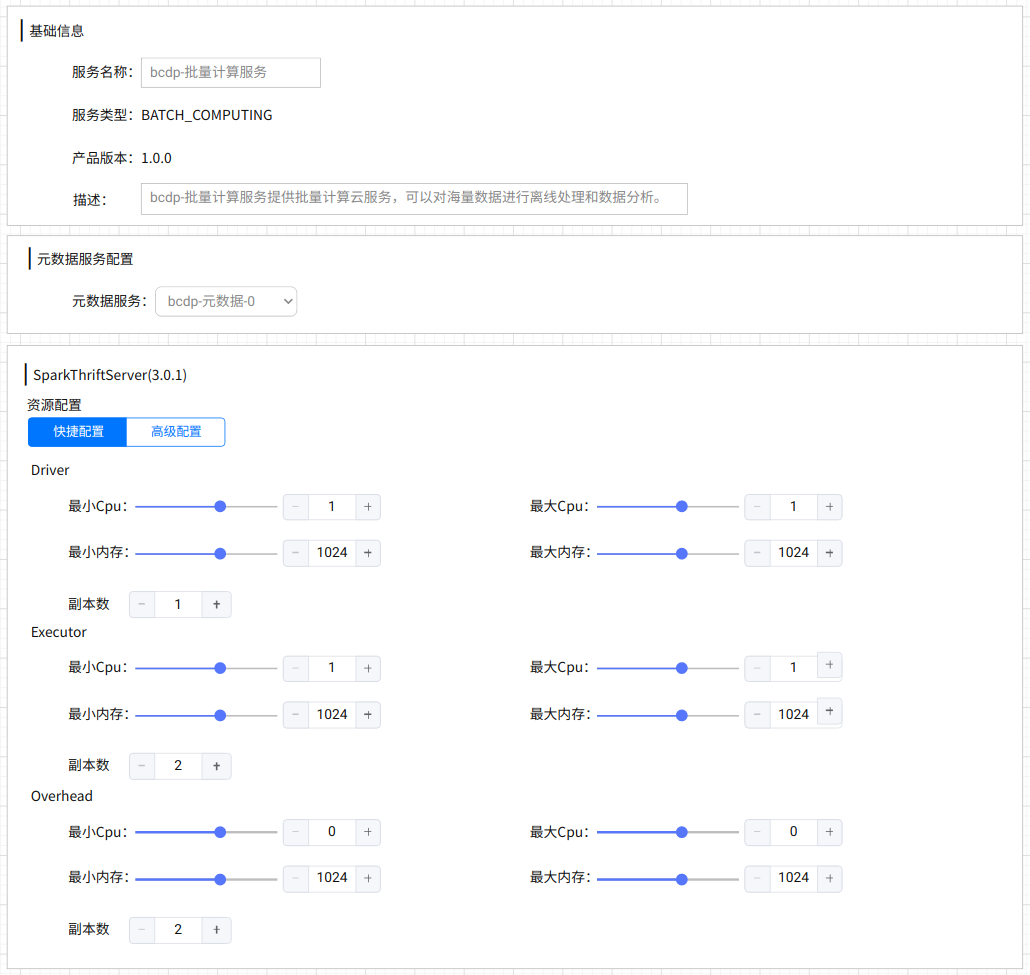 基础信息
服务名称： bcdp-批量计算服务
服务类型：BATCH_COMPUTING
产品版本：1.0.0
描述： bcdp-批量计算服务提供批量计算云服务，可以对海量数据进行离线处理和数据分析。
元数据服务配置
元数据服务： bcdp-元数据-0
SparkThriftServer(3.0.1)
资源配置
快捷配置 高级配置
Driver
最小Cpu： − 1 + 最大Cpu： − 1 +
最小内存： − 1024 + 最大内存： − 1024 +
副本数 − 1 +
Executor
最小Cpu： − 1 + 最大Cpu： − 1 +
最小内存： − 1024 + 最大内存： − 1024 +
副本数 − 2 +
Overhead
最小Cpu： − 0 + 最大Cpu： − 0 +
最小内存： − 1024 + 最大内存： − 1024 +
副本数 − 2 +